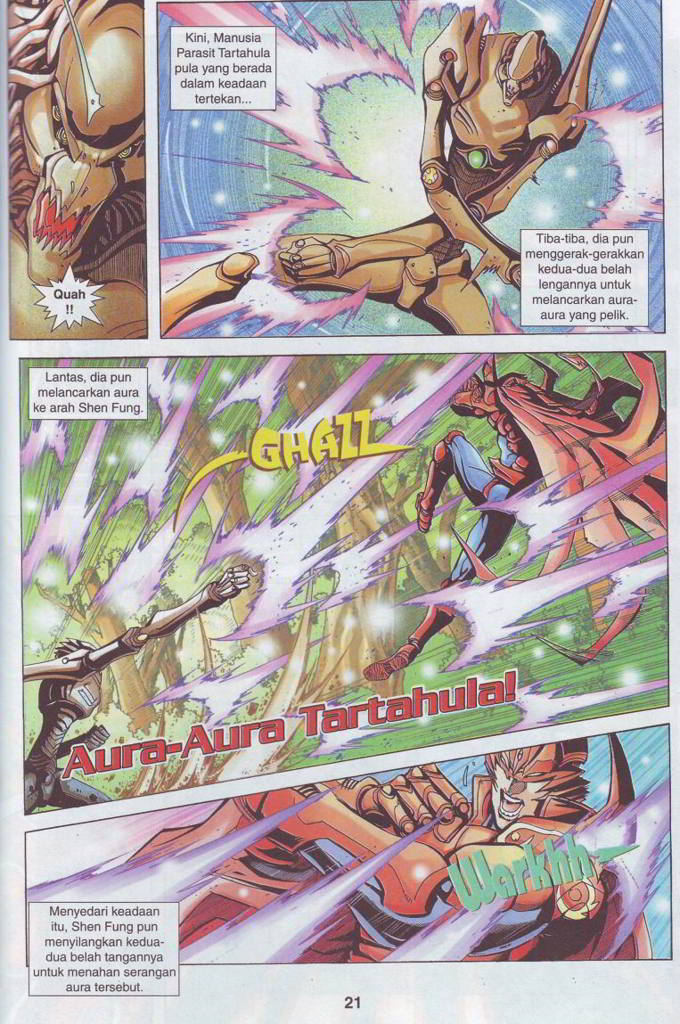 Kini, Manusia
Parasit Tartahula
pula yang berada
dalam keadaan
tertekan...
Quah
!!
Tiba-tiba, dia pun
menggerak-gerakkan
kedua-dua belah
lengannya untuk
melancarkan aura-
aura yang pelik.
Lantas, dia pun
melancarkan aura
ke arah Shen Fung.
GHAZZ
Aura-Aura Tartahula!
Warkhh
Menyedari keadaan
itu, Shen Fung pun
menyilangkan kedua-
dua belah tangannya
untuk menahan serangan
aura tersebut.
21